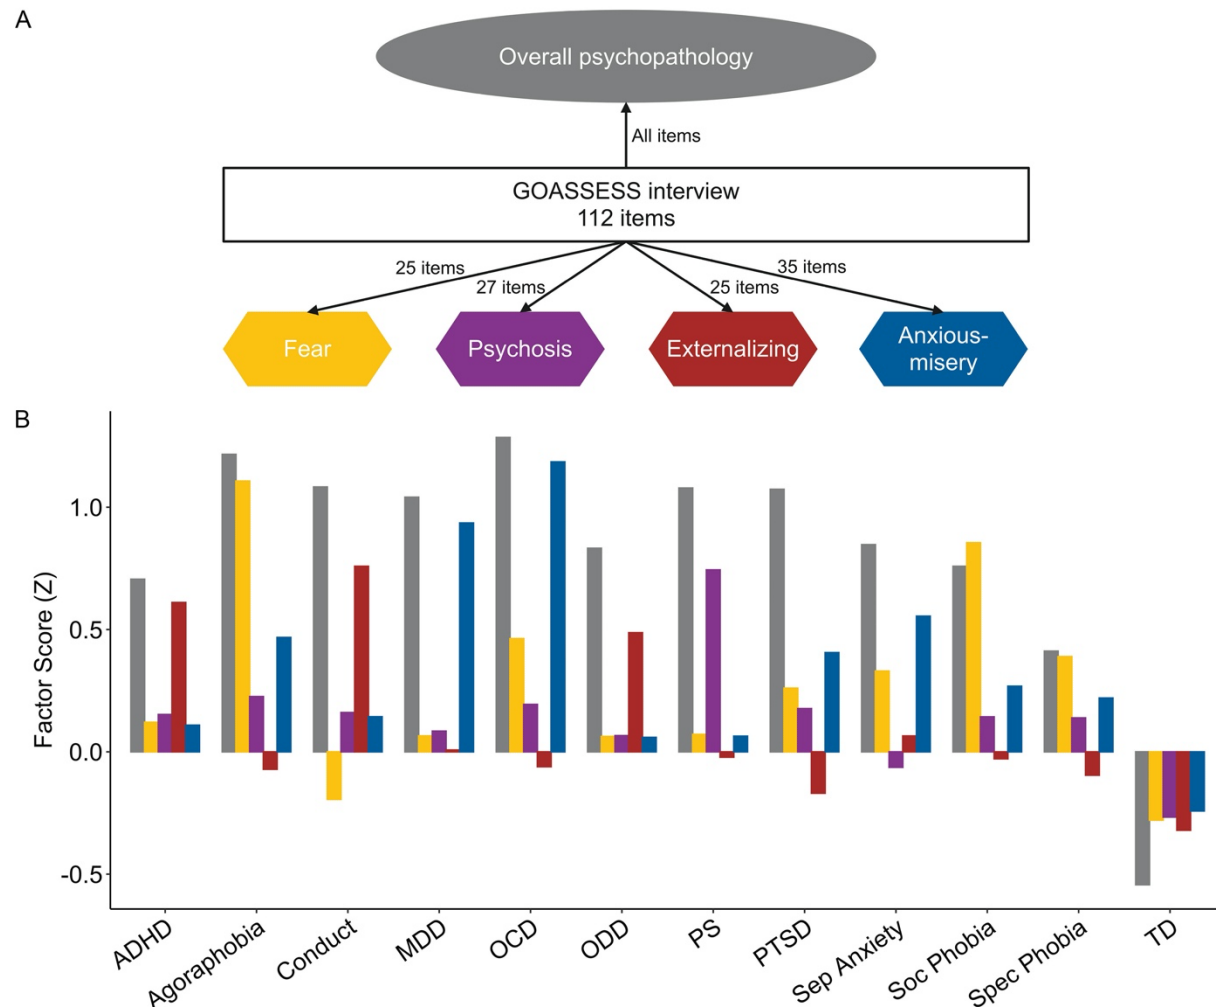 A
Overall psychopathology
All items
GOASSESS interview
112 items
25 items
27 items
25 items
35 items
Fear
Psychosis
Externalizing
Anxious-
misery
B
Factor Score (Z)
1.0
0.5
0.0
-0.5
ADHD
Agoraphobia
Conduct
MDD
OCD
ODD
PS
PTSD
Sep Anxiety
Soc Phobia
Spec Phobia
TD